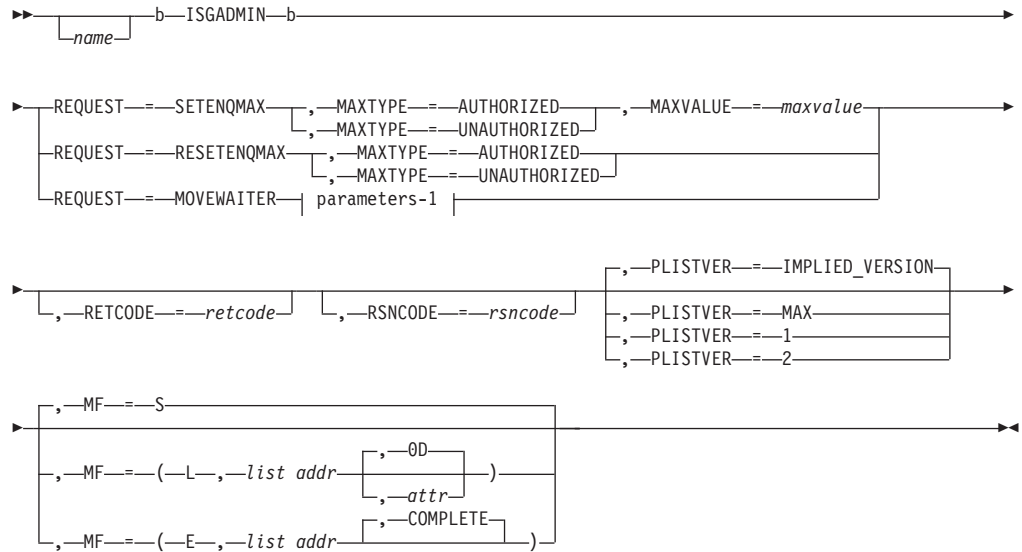 b ISGADMIN b
name
REQUEST = SETENQMAX , MAXTYPE = AUTHORIZED , MAXVALUE = maxvalue
, MAXTYPE = UNAUTHORIZED
REQUEST = RESETENQMAX , MAXTYPE = AUTHORIZED
, MAXTYPE = UNAUTHORIZED
REQUEST = MOVEWAITER parameters-1
, PLISTVER = IMPLIED_VERSION
, RETCODE = retcode , RSNCODE = rsncode , PLISTVER = MAX
, PLISTVER = 1
, PLISTVER = 2
, MF = S
, 0D
, MF = ( L , list addr )
, attr
, COMPLETE
, MF = ( E , list addr )